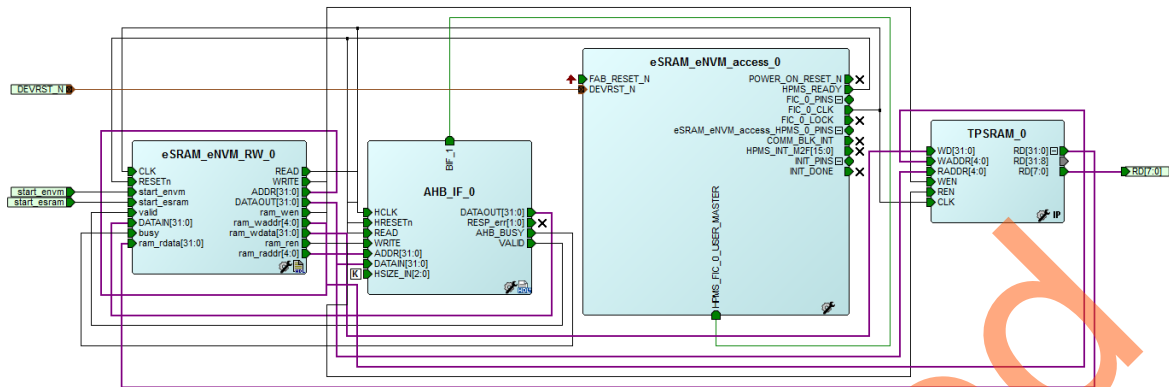 DEVRST_N
start_envm
start_esram
eSRAM_eNVM_RW_0
CLK
RESETn
start_envm
start_esram
valid
DATAIN[31:0]
busy
ram_rdata[31:0]
READ
WRITE
ADDR[31:0]
DATAOUT[31:0]
ram_wen
ram_waddr[4:0]
ram_wdata[31:0]
ram_ren
ram_raddr[4:0]
BIF_1
AHB_IF_0
HCLK
HRESETn
READ
WRITE
ADDR[31:0]
DATAIN[31:0]
K
HSIZE_IN[2:0]
DATAOUT[31:0]
RESP_err[1:0]
AHB_BUSY
VALID
HDL
eSRAM_eNVM_access_0
FAB_RESET_N
DEVRST_N
POWER_ON_RESET_N
HPMS_READY
FIC_0_PINS
FIC_0_CLK
FIC_0_LOCK
eSRAM_eNVM_access_HPMS_0_PINS
COMM_BLK_INT
HPMS_INT_M2F[15:0]
INIT_PINS
INIT_DONE
HPMS_FIC_0_USER_MASTER
TPSRAM_0
WD[31:0]
WADDR[4:0]
RADDR[4:0]
WEN
REN
CLK
RD[31:0]
RD[31:8]
RD[7:0]
IP
RD[7:0]
d